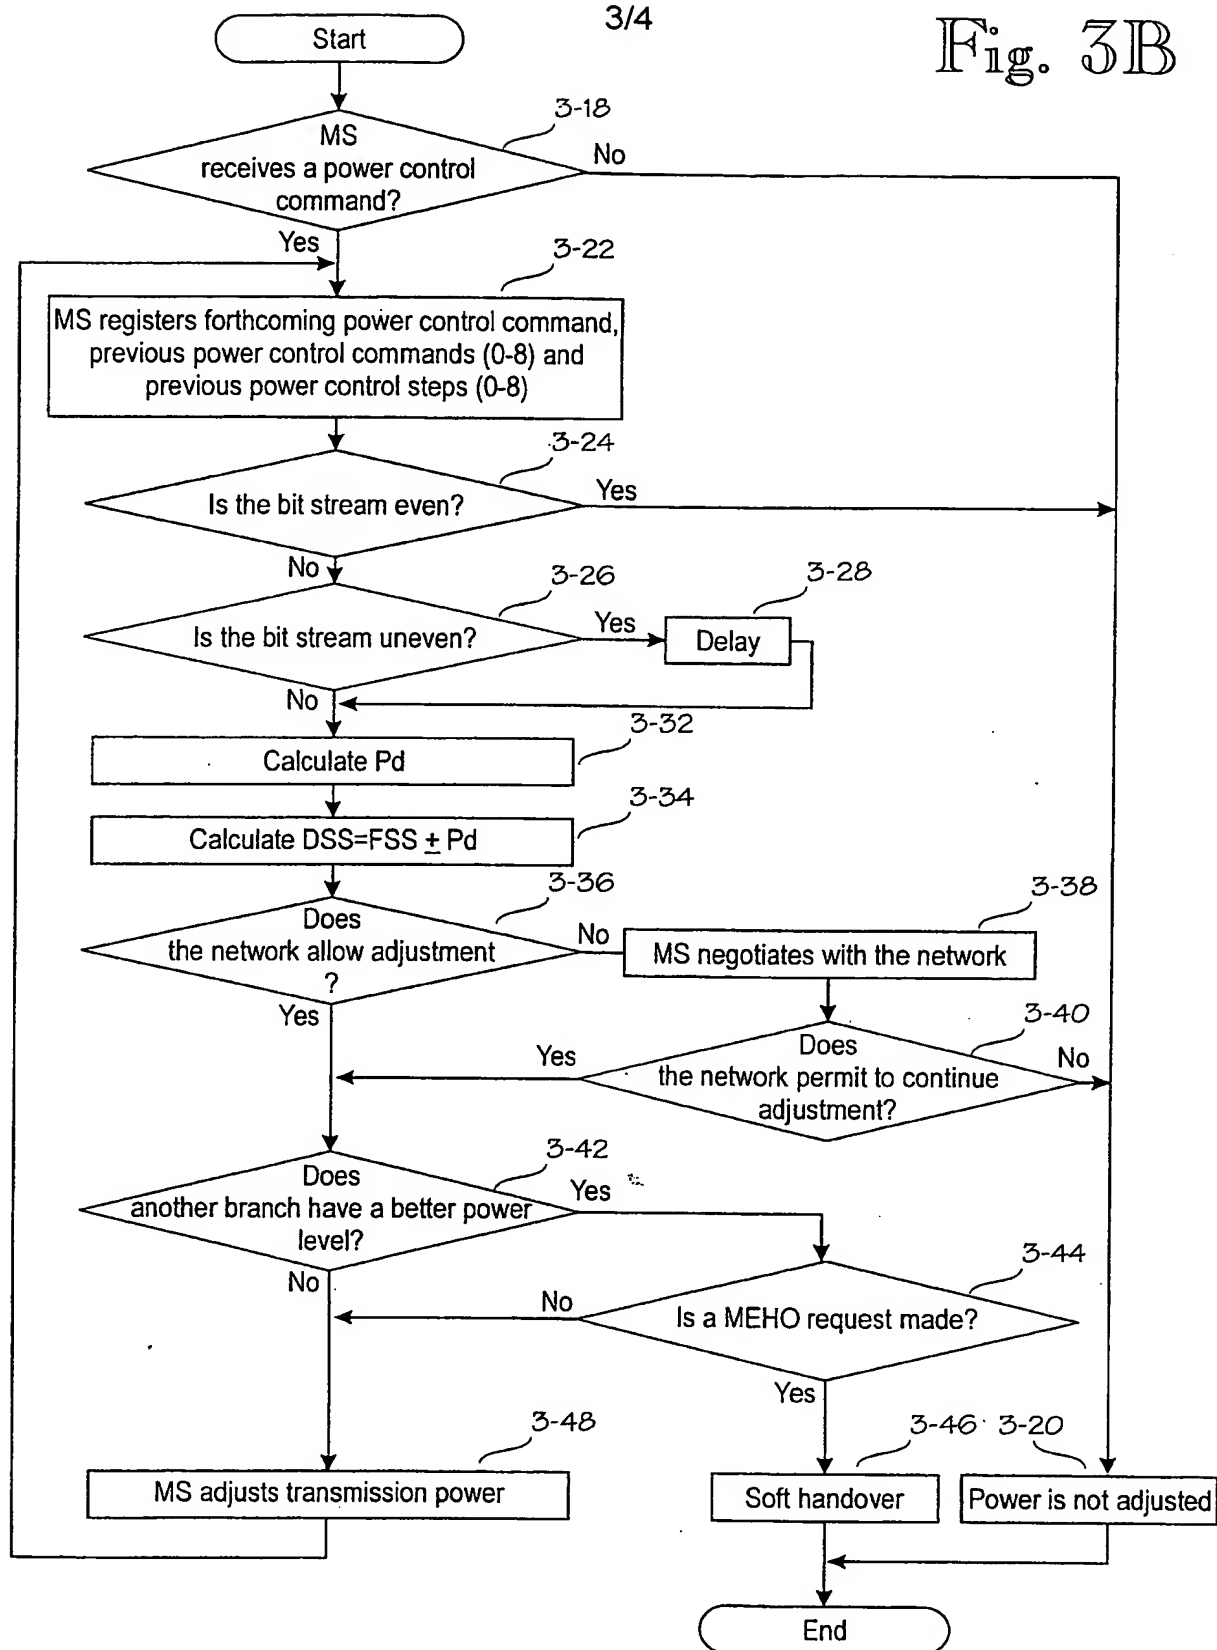 3/4
Fig. 3B
Start
3-18
MS
receives a power control
command?
No
Yes
3-22
MS registers forthcoming power control command,
previous power control commands (0-8) and
previous power control steps (0-8)
3-24
Is the bit stream even?
Yes
No
3-26
3-28
Is the bit stream uneven?
Yes
Delay
No
3-32
Calculate Pd
3-34
Calculate DSS=FSS ± Pd
3-36
Does
the network allow adjustment
?
No
3-38
MS negotiates with the network
Yes
3-40
Does
the network permit to continue
adjustment?
Yes
No
3-42
Does
another branch have a better power
level?
Yes
No
3-44
Is a MEHO request made?
No
Yes
3-48
3-46
3-20
MS adjusts transmission power
Soft handover
Power is not adjusted
End